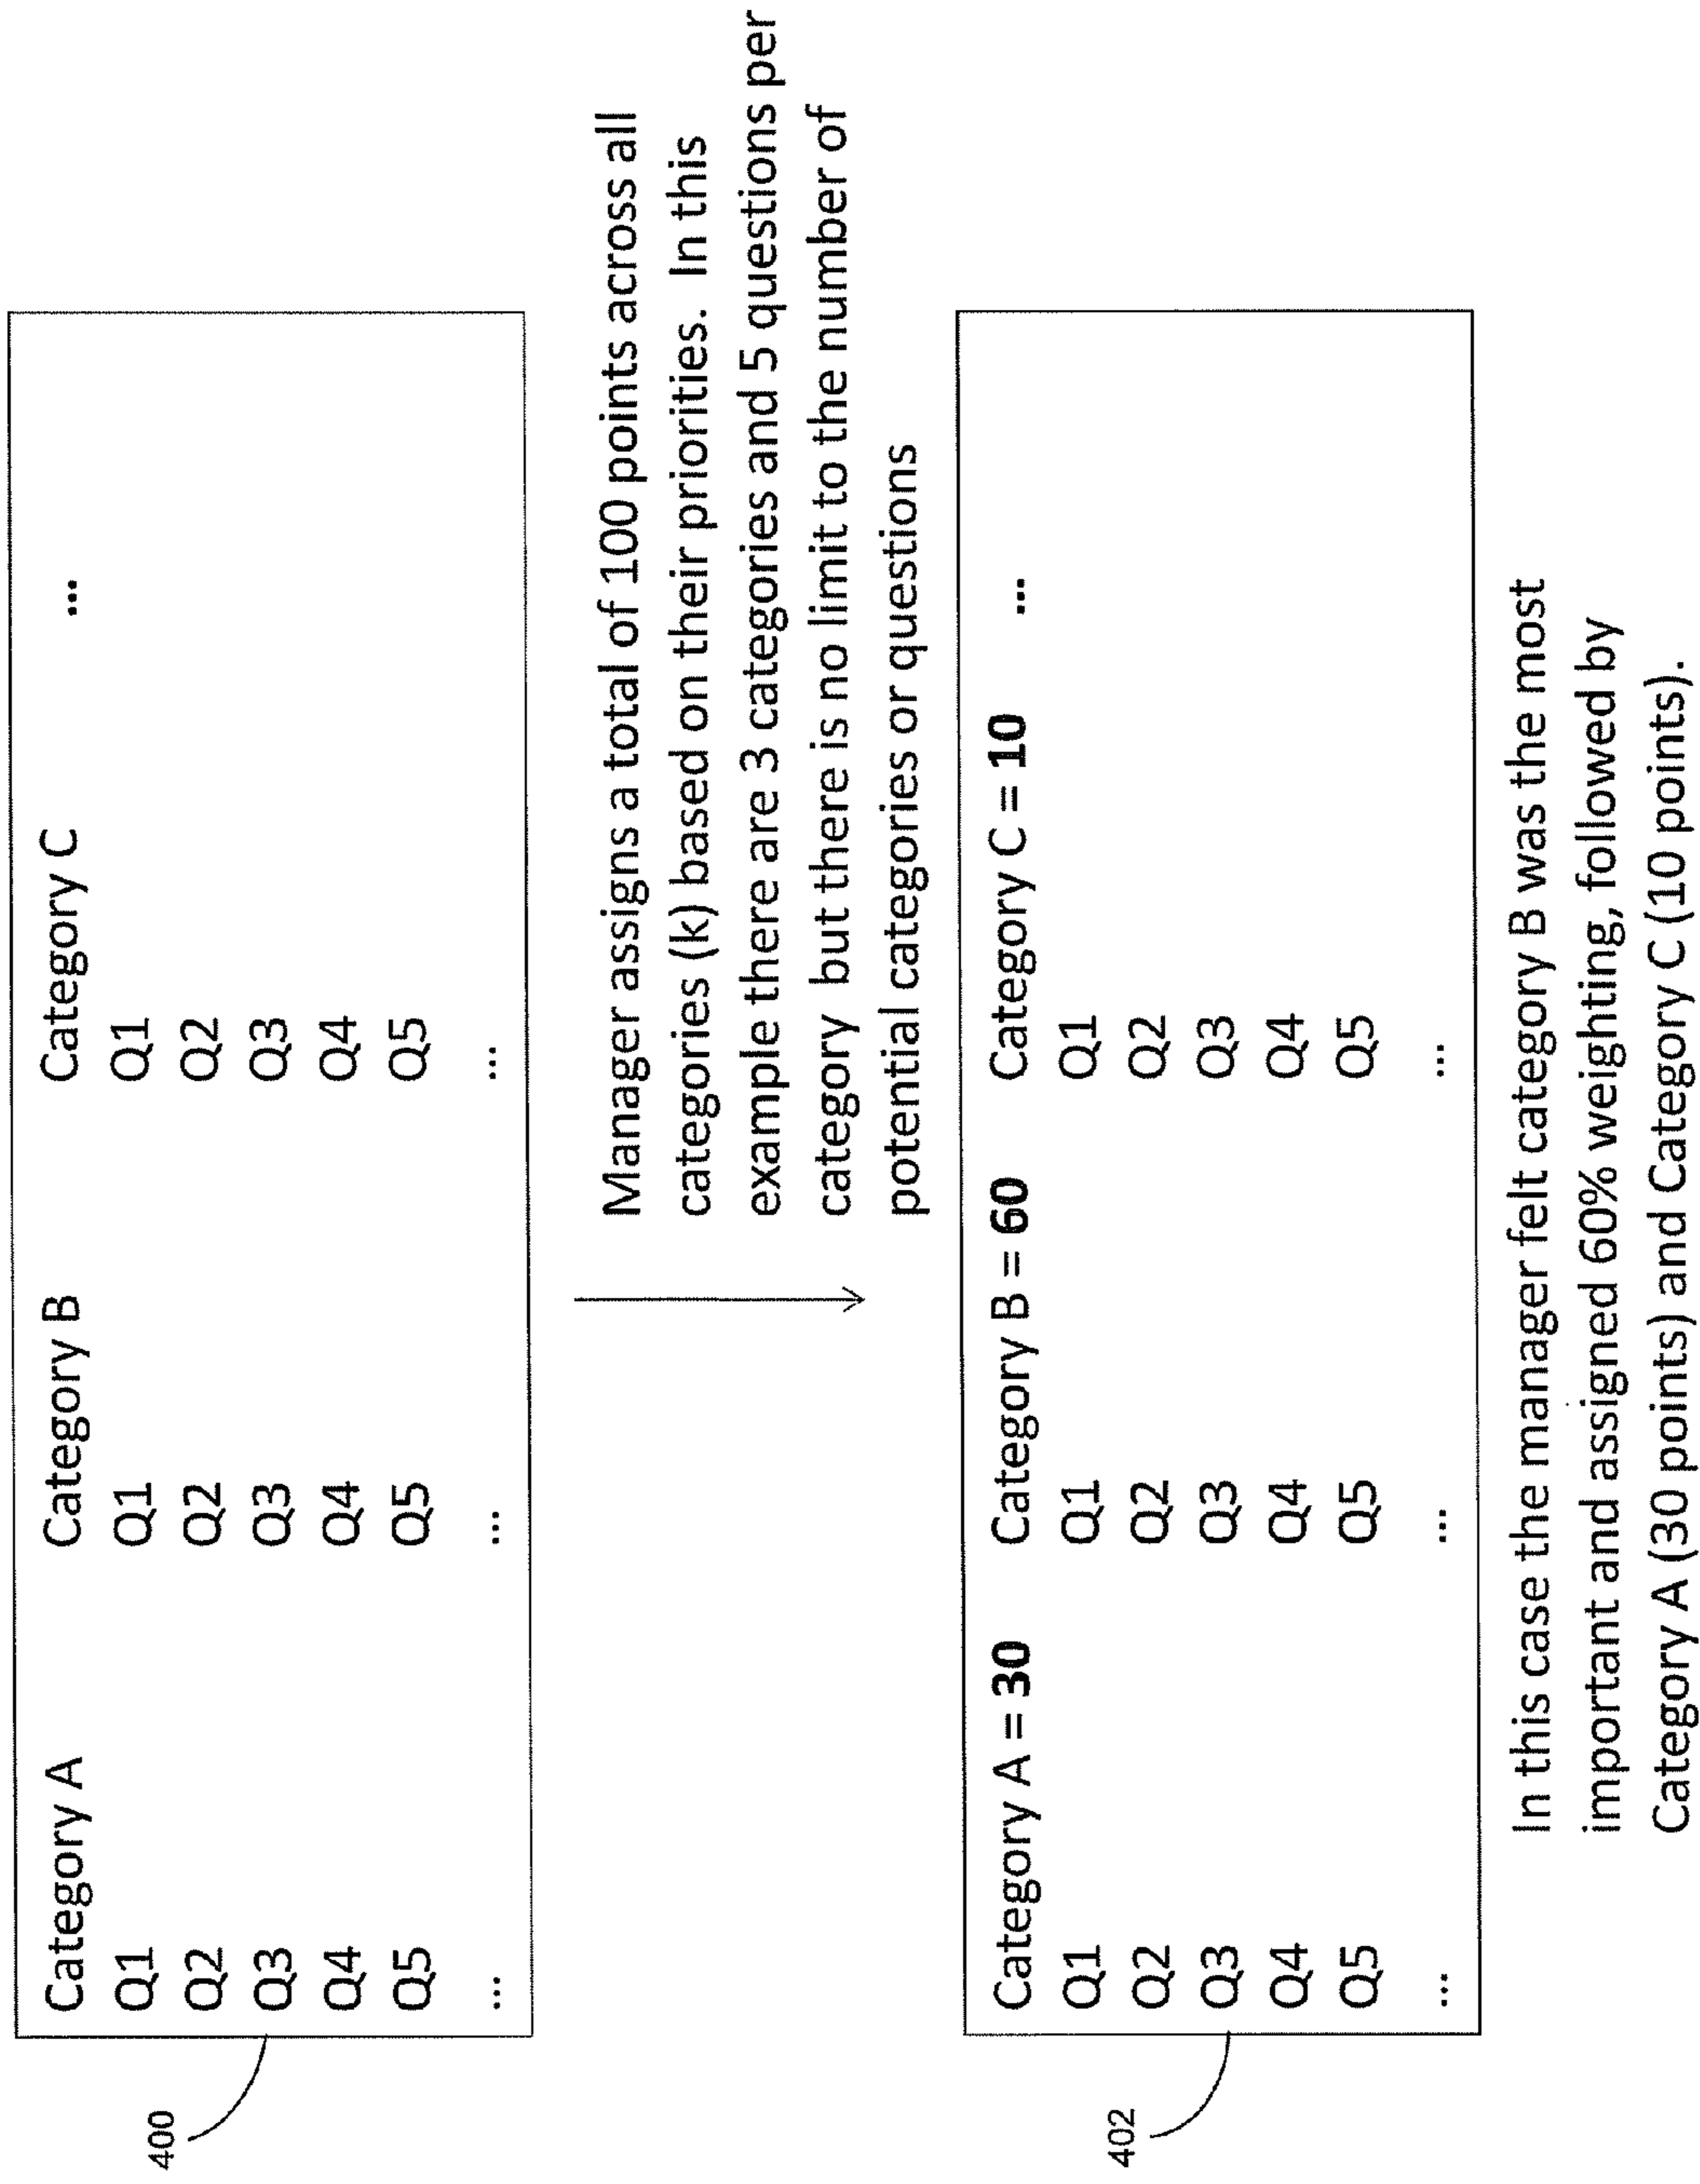 Category A Category B Category C ...
Q1 Q1 Q1
Q2 Q2 Q2
Q3 Q3 Q3
Q4 Q4 Q4
Q5 Q5 Q5
... ... ...
400
Manager assigns a total of 100 points across all
categories (k) based on their priorities. In this
example there are 3 categories and 5 questions per
category but there is no limit to the number of
potential categories or questions
Category A = 30 Category B = 60 Category C = 10 ...
Q1 Q1 Q1
Q2 Q2 Q2
Q3 Q3 Q3
Q4 Q4 Q4
Q5 Q5 Q5
... ... ...
402
In this case the manager felt category B was the most
important and assigned 60% weighting, followed by
Category A (30 points) and Category C (10 points).